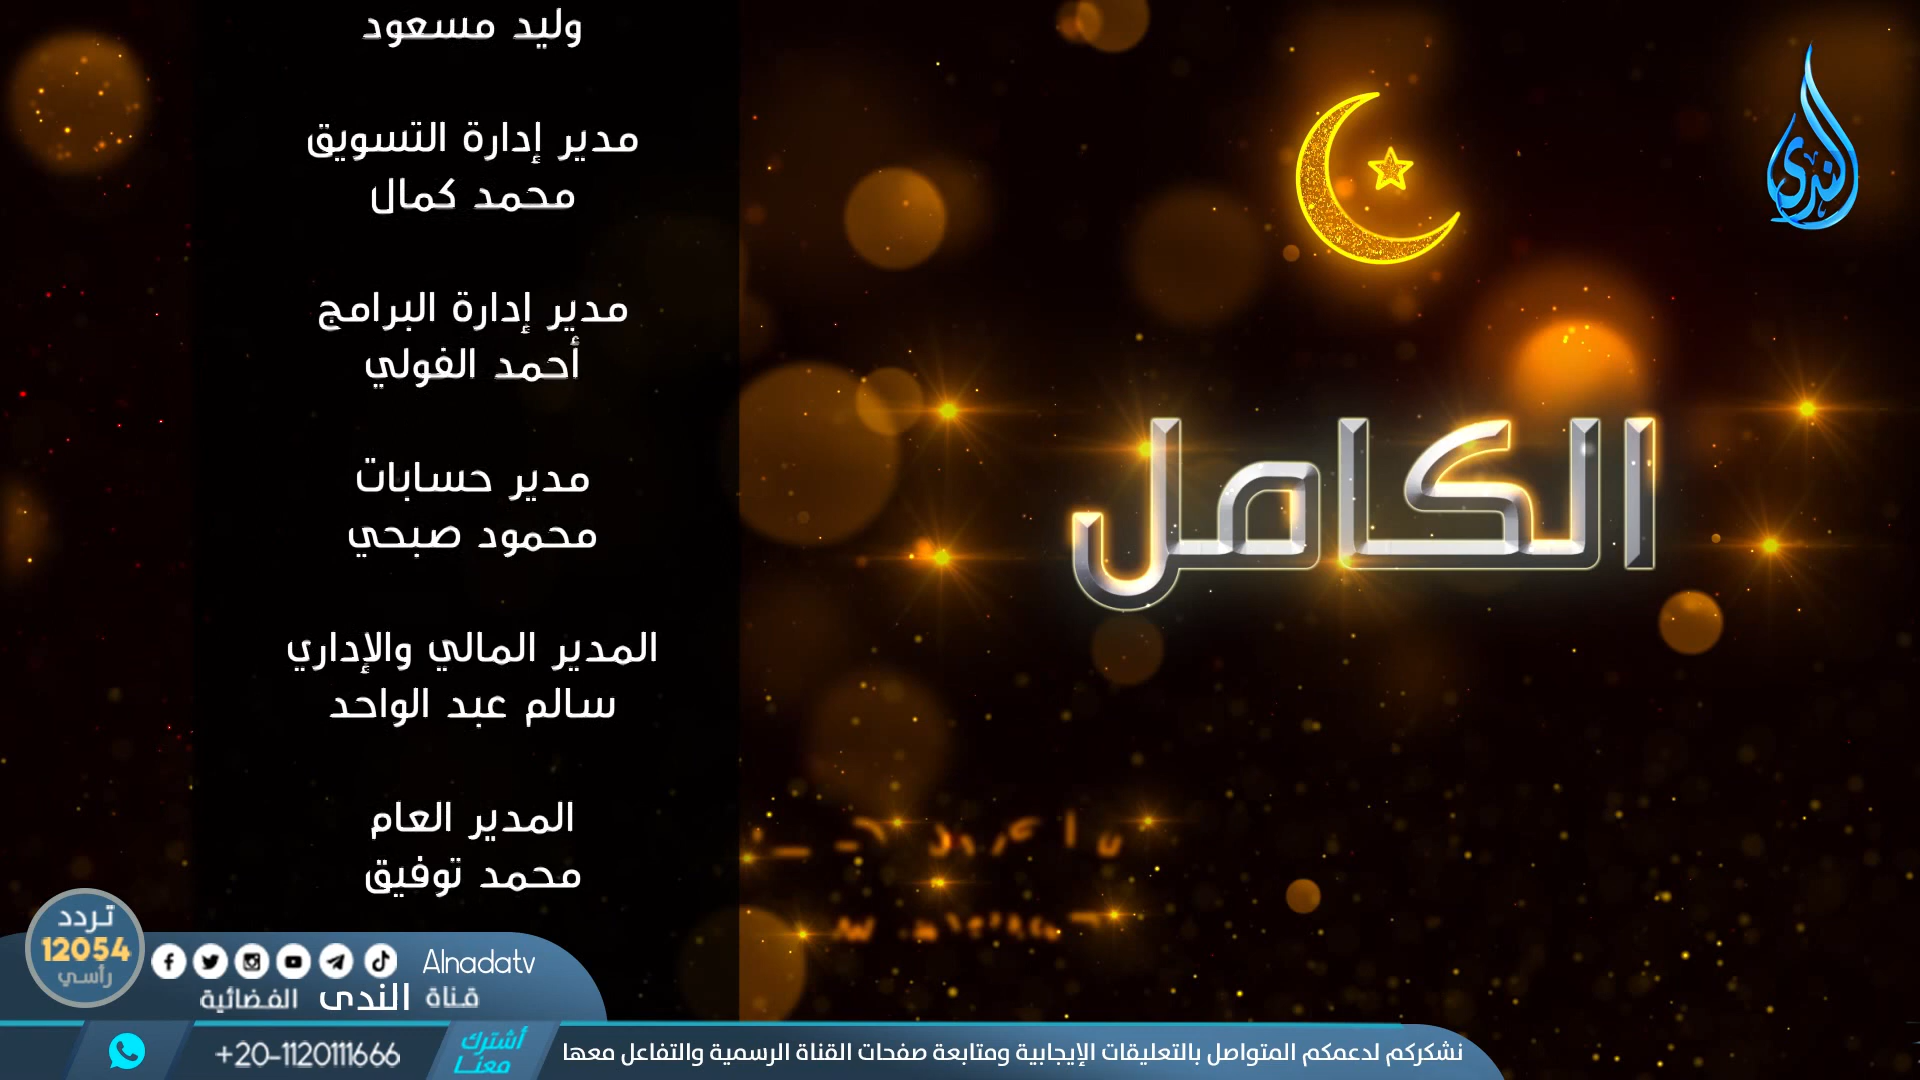 وليد مسعود
مدير إدارة التسويق
محمد كمال
مدير إدارة البرامج
أحمد الفولي
مدير حسابات
محمود صبحي
المدير المالي والإداري
سالم عبد الواحد
المدير العام
محمد توفيق
الندى
الكامل
تردد
12054
رأسي
Alnadatv
قناة الندى الفضائية
+20-1120111666
أشترك
معنا
نشكركم لدعمكم المتواصل بالتعليقات الإيجابية ومتابعة صفحات القناة الرسمية والتفاعل معها